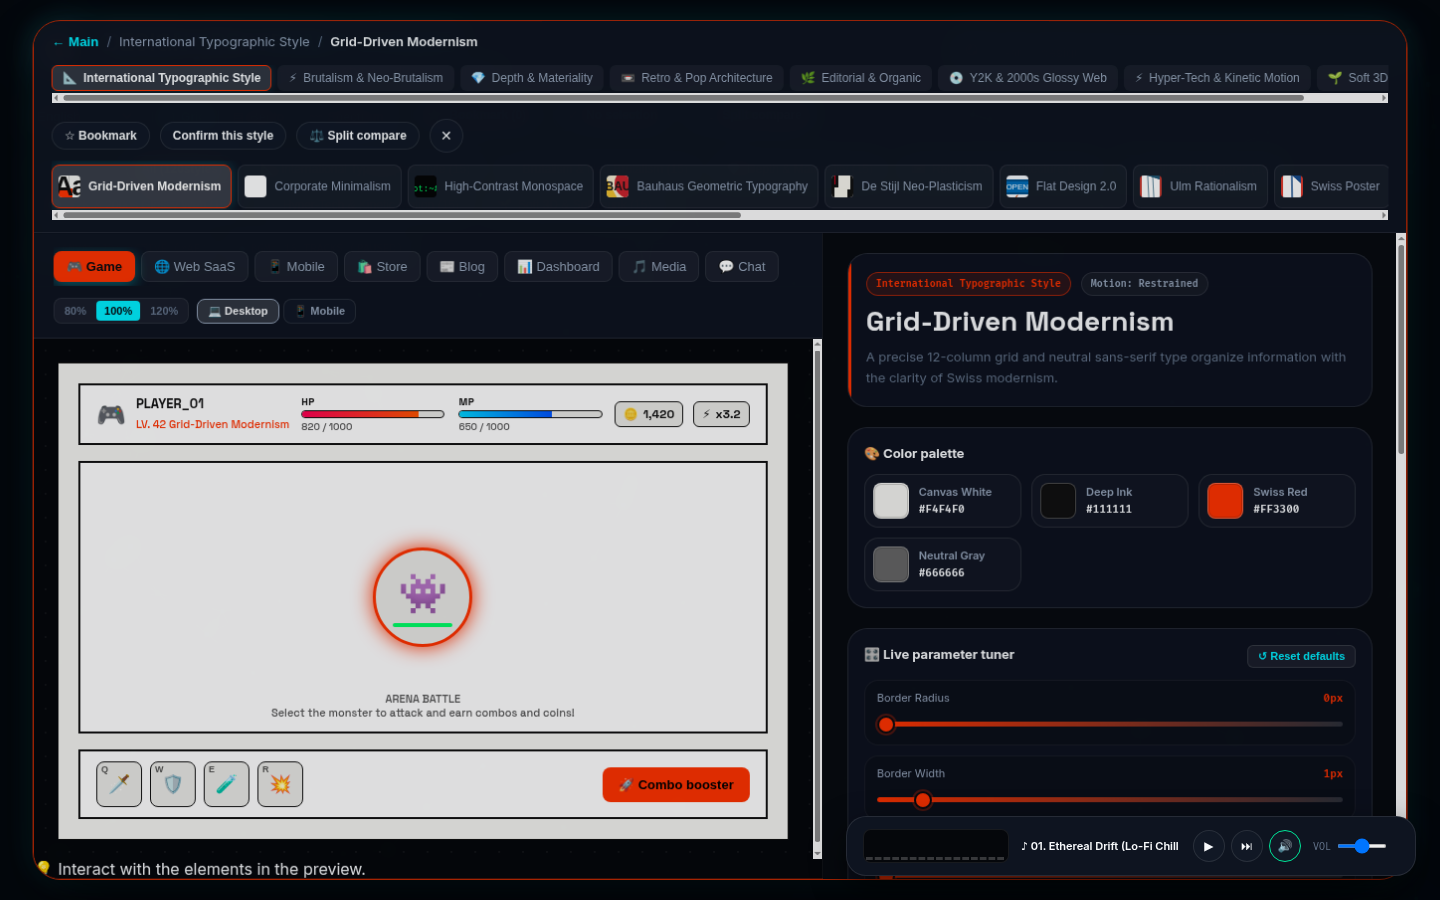 ← Main / International Typographic Style / Grid-Driven Modernism
International Typographic Style Brutalism & Neo-Brutalism Depth & Materiality Retro & Pop Architecture Editorial & Organic Y2K & 2000s Glossy Web Hyper-Tech & Kinetic Motion Soft 3D
☆ Bookmark Confirm this style Split compare ✕
Aa Grid-Driven Modernism Corporate Minimalism High-Contrast Monospace BAU Bauhaus Geometric Typography De Stijl Neo-Plasticism OPEN Flat Design 2.0 Ulm Rationalism Swiss Poster
Game Web SaaS Mobile Store Blog Dashboard Media Chat
80% 100% 120% Desktop Mobile
PLAYER_01
LV. 42 Grid-Driven Modernism
HP
820 / 1000
MP
650 / 1000
1,420
x3.2
ARENA BATTLE
Select the monster to attack and earn combos and coins!
Q W E R
Combo booster
Interact with the elements in the preview.
International Typographic Style Motion: Restrained
Grid-Driven Modernism
A precise 12-column grid and neutral sans-serif type organize information with
the clarity of Swiss modernism.
Color palette
Canvas White
#F4F4F0
Deep Ink
#111111
Swiss Red
#FF3300
Neutral Gray
#666666
Live parameter tuner
↺ Reset defaults
Border Radius 0px
Border Width 1px
♪ 01. Ethereal Drift (Lo-Fi Chill
VOL